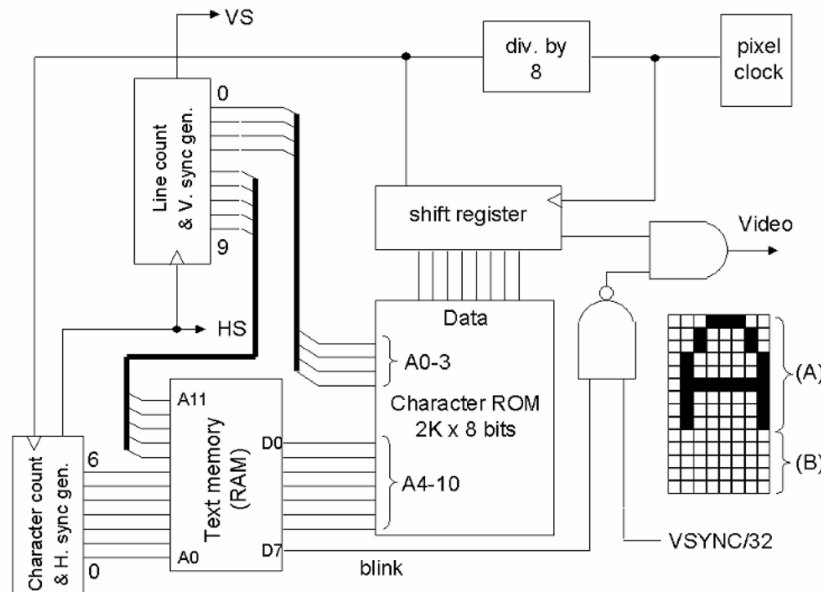 VS
div. by
8
pixel
clock
0
Line count
& V. sync gen.
9
shift register
Video
HS
Data
A0-3
Character ROM
2K x 8 bits
A4-10
(A)
(B)
A11
Text memory
(RAM)
D0
6
Character count
& H. sync gen.
0
A0
D7
blink
VSYNC/32